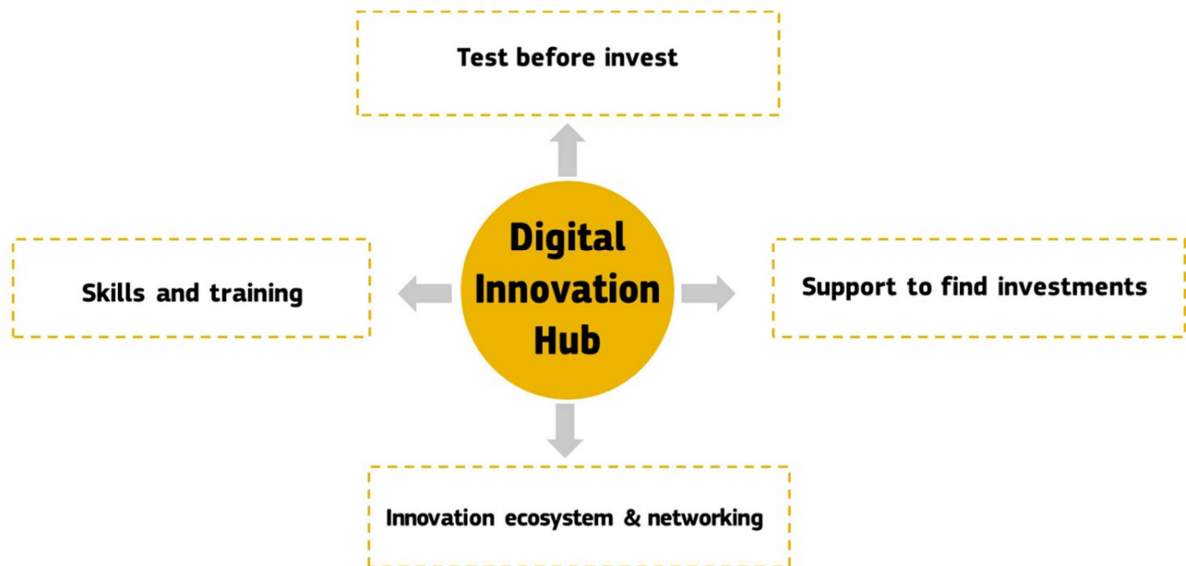 Test before invest
Skills and training
Digital
Innovation
Hub
Support to find investments
Innovation ecosystem & networking